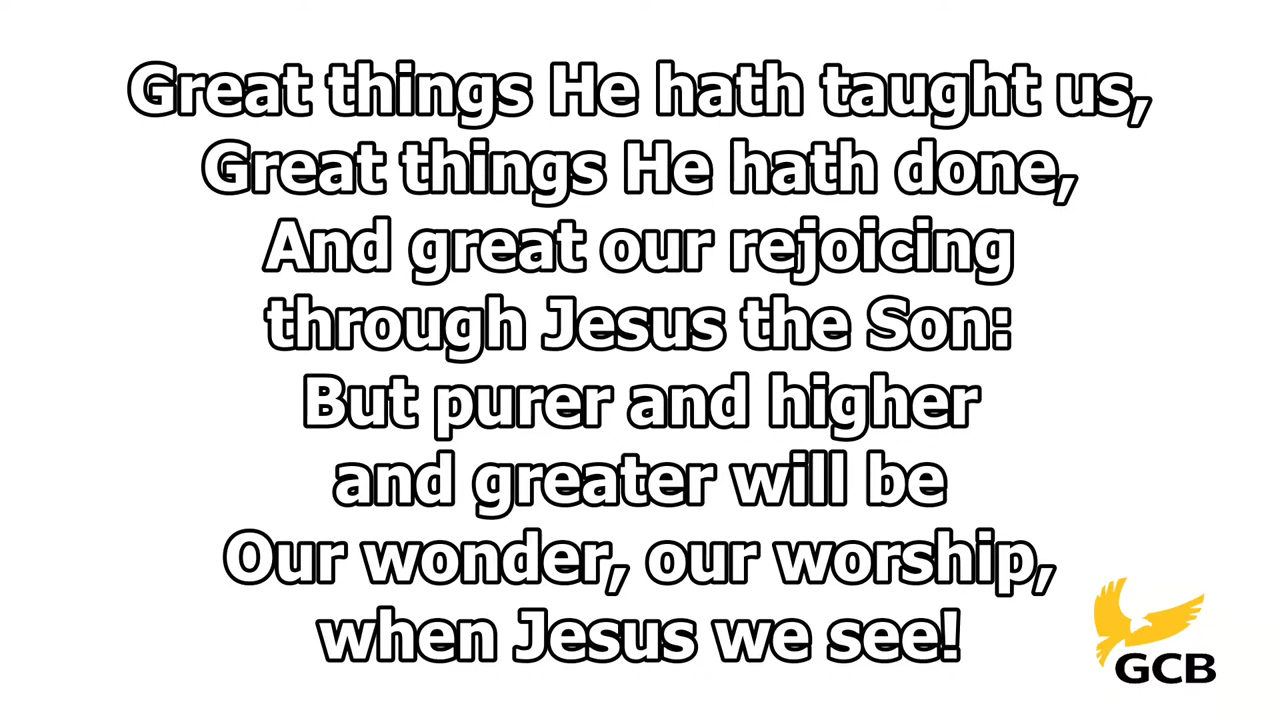 Great things He hath taught us,
Great things He hath done,
And great our rejoicing
through Jesus the Son:
But purer and higher
and greater will be
Our wonder, our worship,
when Jesus we see!
GCB